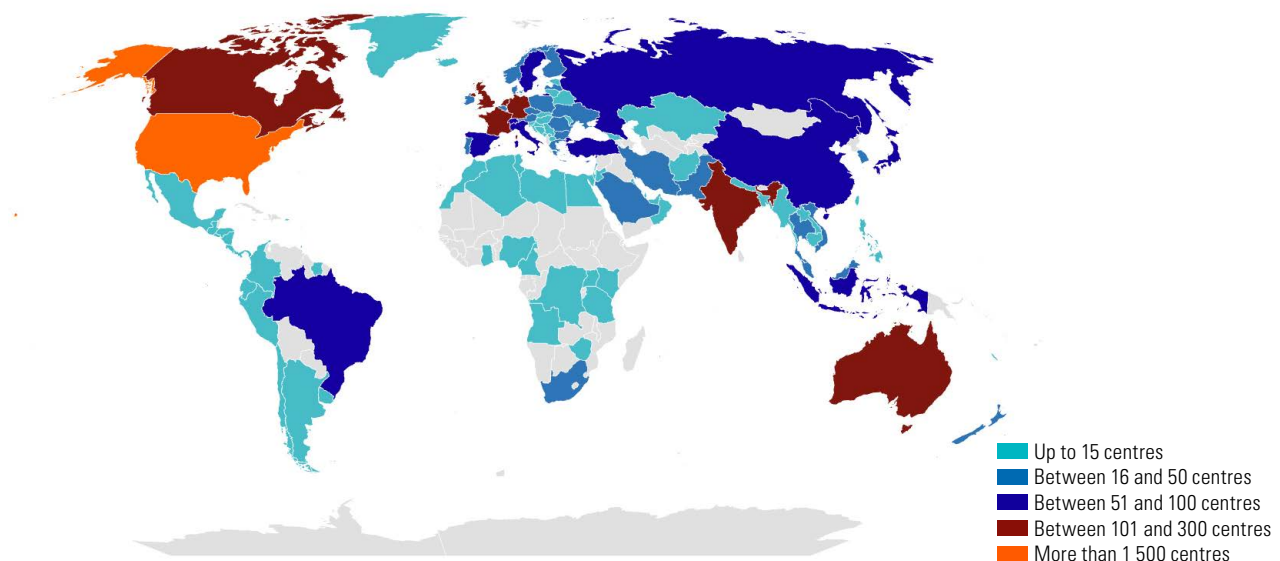 Up to 15 centres
Between 16 and 50 centres
Between 51 and 100 centres
Between 101 and 300 centres
More than 1 500 centres